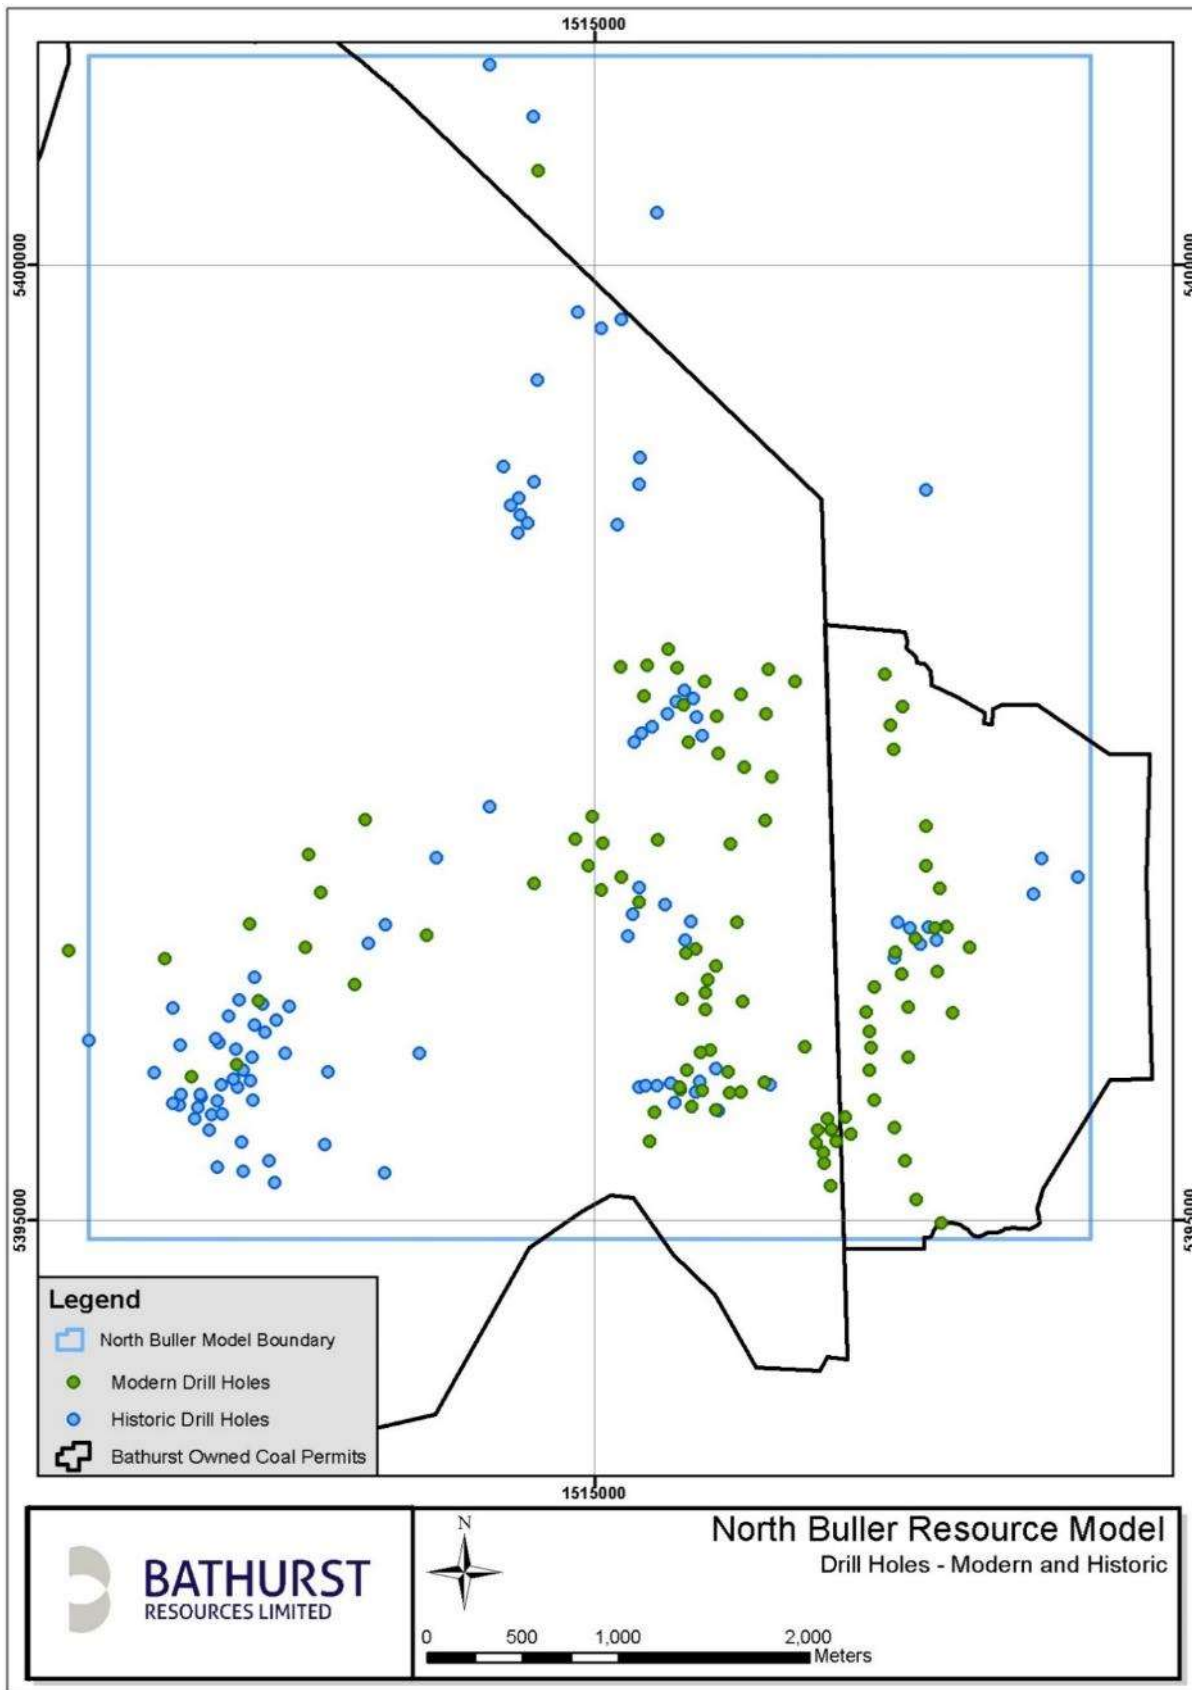 1515000
5400000
5400000
5395000
5395000
Legend
North Buller Model Boundary
Modern Drill Holes
Historic Drill Holes
Bathurst Owned Coal Permits
1515000
BATHURST
RESOURCES LIMITED
N
North Buller Resource Model
Drill Holes - Modern and Historic
0 500 1,000 2,000
Meters